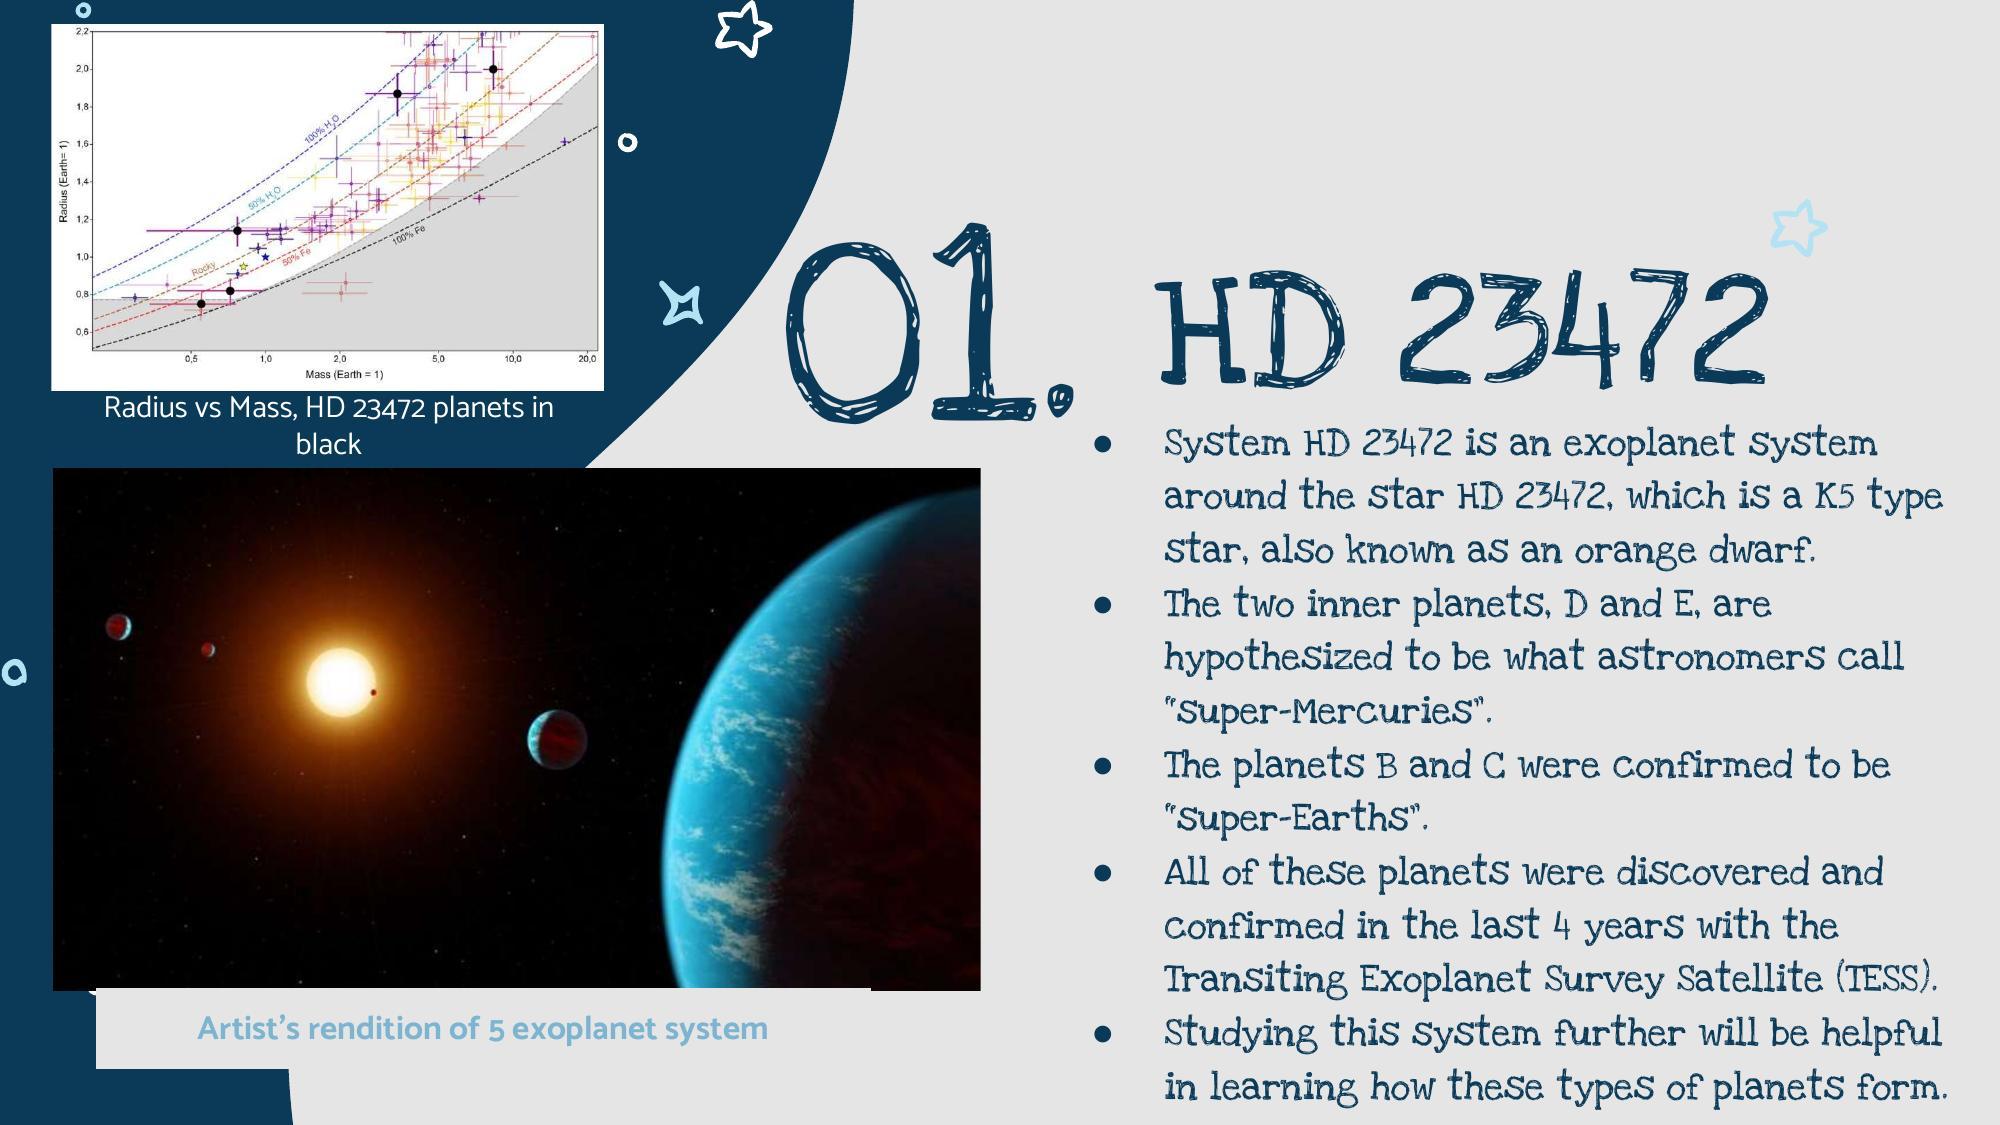 2,2
2,0
1,8
1,6
1,4
1,2
1,0
0,8
0,6
Radius (Earth= 1)
100% H₂O
50% H₂O
Rocky
50% Fe
100% Fe
0,5 1,0 2,0 5,0 10,0 20,0
Mass (Earth = 1)
Radius vs Mass, HD 23472 planets in
black
01.
HD 23472
● System HD 23472 is an exoplanet system
around the star HD 23472, which is a K5 type
star, also known as an orange dwarf.
● The two inner planets, D and E, are
hypothesized to be what astronomers call
"super-Mercuries".
● The planets B and C were confirmed to be
"super-Earths".
● All of these planets were discovered and
confirmed in the last 4 years with the
Transiting Exoplanet Survey Satellite (TESS).
● Studying this system further will be helpful
in learning how these types of planets form.
Artist's rendition of 5 exoplanet system